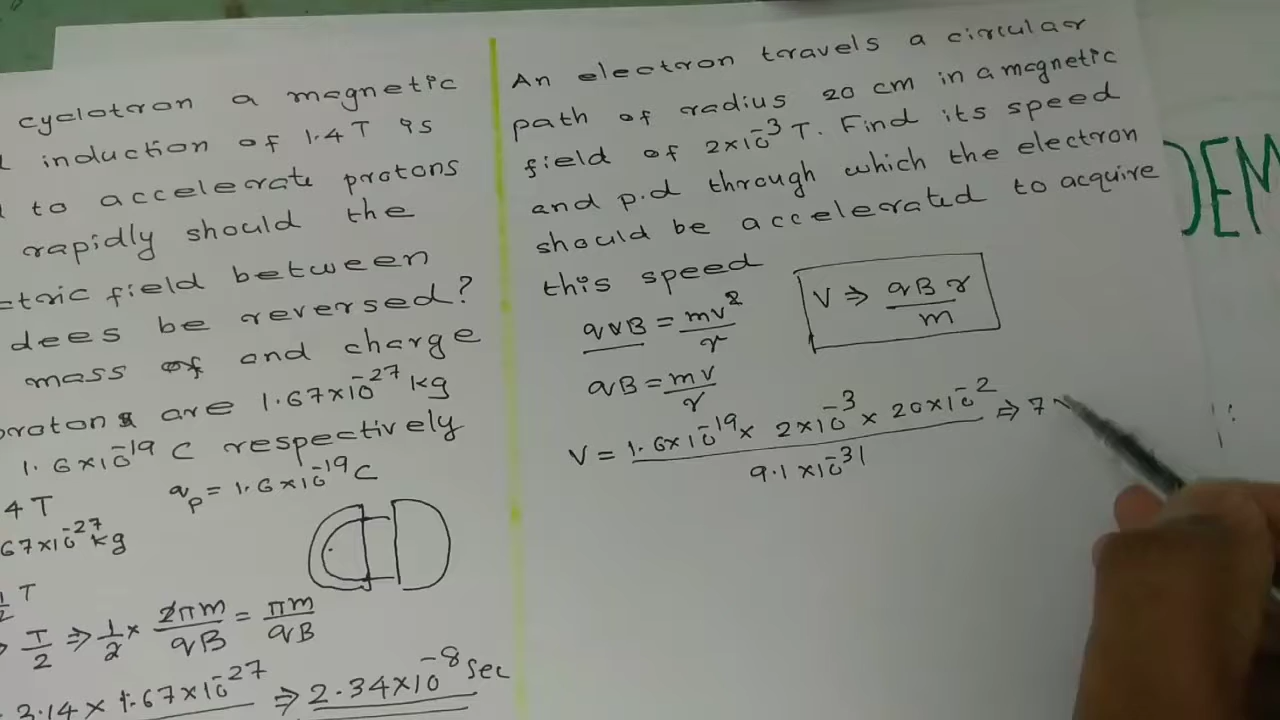 cyclotron a magnetic
induction of 1.4T is
to accelerate protons
rapidly should the
ctric field between
dees be reversed?
mass of and charge
protons are 1.67×10⁻²⁷ kg
1.6×10⁻¹⁹ C respectively
4 T
q_p = 1.6×10⁻¹⁹ C
67×10⁻²⁷ kg
T
T/2 ⇒ 1/2 × 2πm/qB = πm/qB
3.14 × 1.67×10⁻²⁷ ⇒ 2.34×10⁻⁸ sec
An electron travels a circular
path of radius 20 cm in a magnetic
field of 2×10⁻³ T. Find its speed
and p.d through which the electron
should be accelerated to acquire
this speed
qvB = mv²/r
V ⇒ qBr/m
qB = mv/r
V = 1.6×10⁻¹⁹ × 2×10⁻³ × 20×10⁻² / 9.1×10⁻³¹ ⇒ 7
DEM